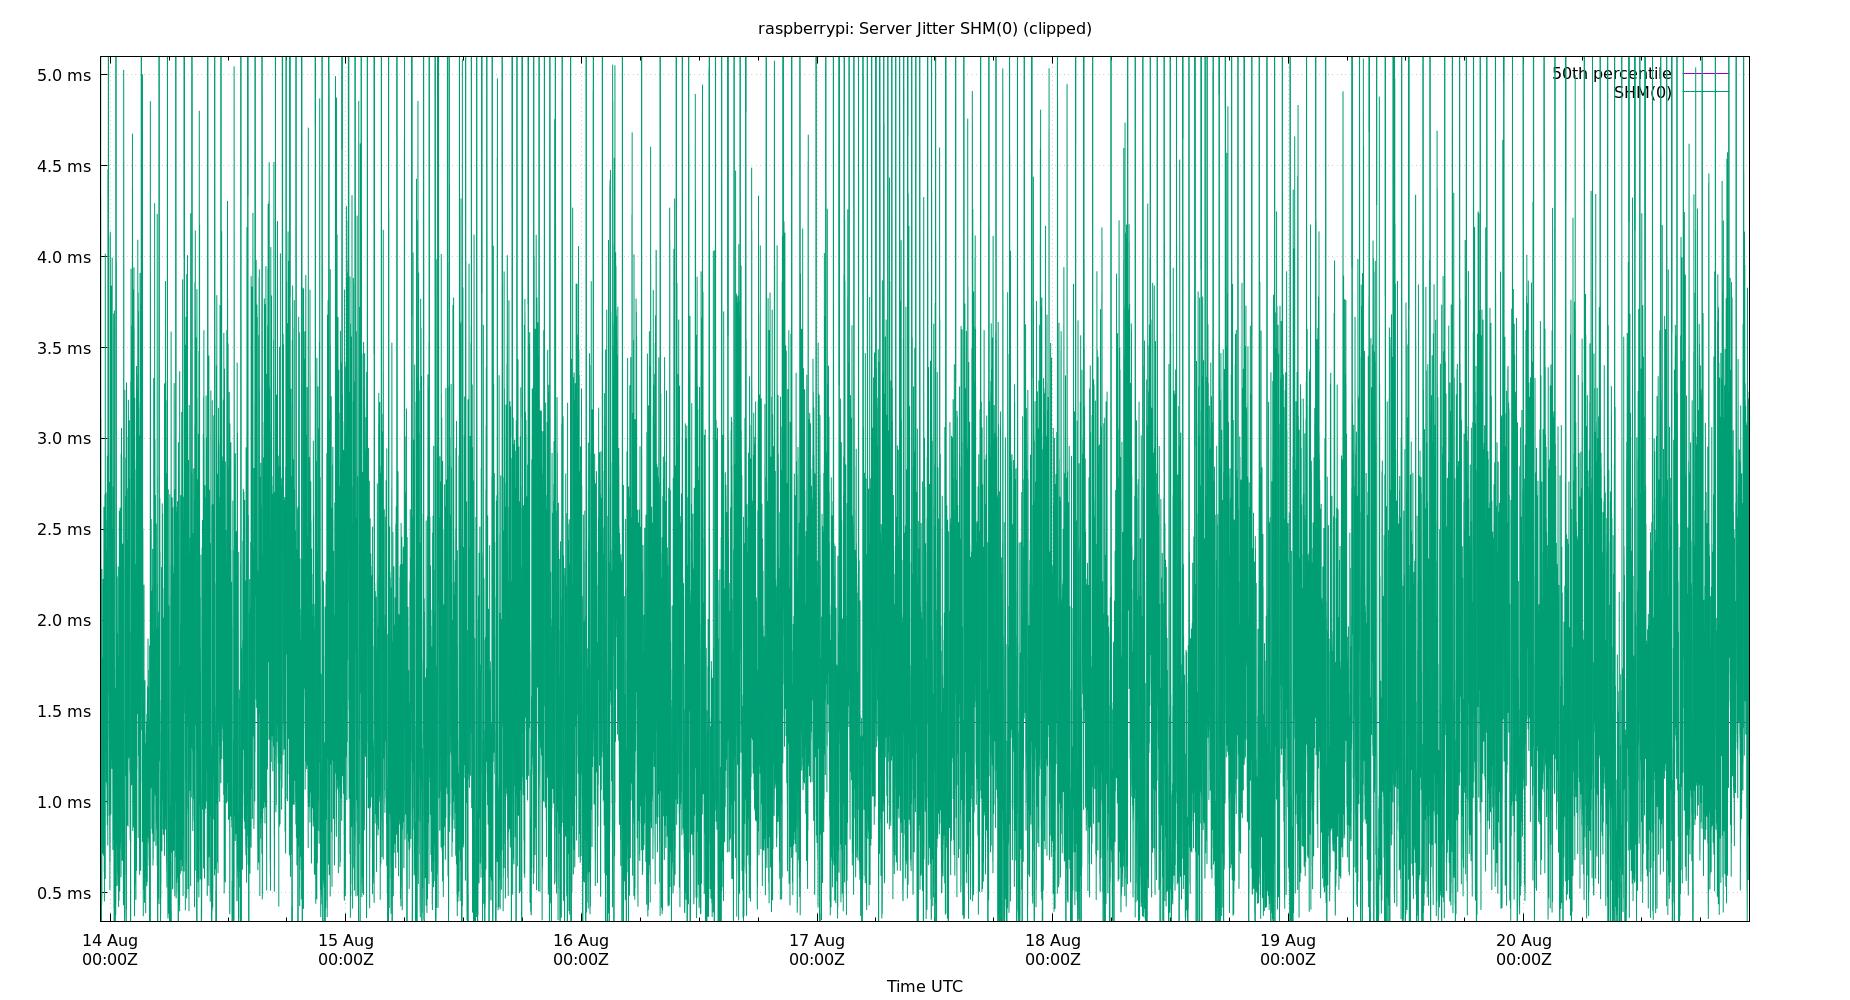 raspberrypi: Server Jitter SHM(0) (clipped)
50th percentile
SHM(0)
5.0 ms
4.5 ms
4.0 ms
3.5 ms
3.0 ms
2.5 ms
2.0 ms
1.5 ms
1.0 ms
0.5 ms
14 Aug 15 Aug 16 Aug 17 Aug 18 Aug 19 Aug 20 Aug
00:00Z 00:00Z 00:00Z 00:00Z 00:00Z 00:00Z 00:00Z
Time UTC